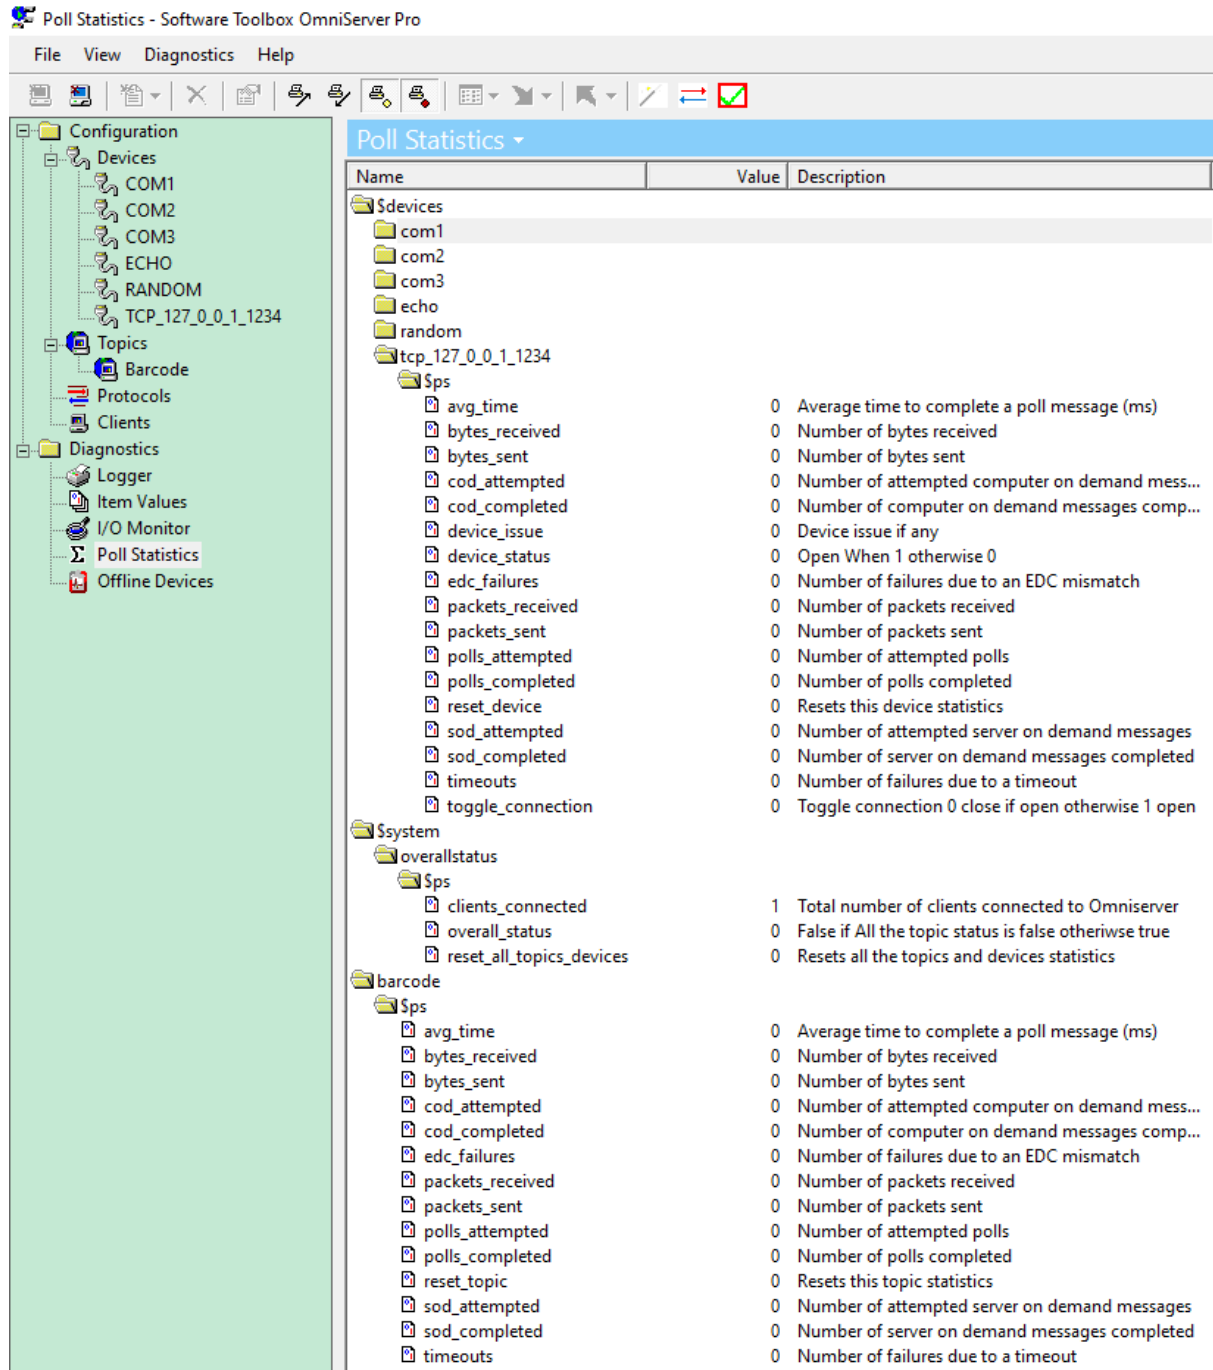 Poll Statistics - Software Toolbox OmniServer Pro
File View Diagnostics Help
Configuration
Devices
COM1
COM2
COM3
ECHO
RANDOM
TCP_127_0_0_1_1234
Topics
Barcode
Protocols
Clients
Diagnostics
Logger
Item Values
I/O Monitor
Σ Poll Statistics
Offline Devices
Poll Statistics
Name Value Description
$devices
com1
com2
com3
echo
random
tcp_127_0_0_1_1234
$ps
avg_time 0 Average time to complete a poll message (ms)
bytes_received 0 Number of bytes received
bytes_sent 0 Number of bytes sent
cod_attempted 0 Number of attempted computer on demand mess...
cod_completed 0 Number of computer on demand messages comp...
device_issue 0 Device issue if any
device_status 0 Open When 1 otherwise 0
edc_failures 0 Number of failures due to an EDC mismatch
packets_received 0 Number of packets received
packets_sent 0 Number of packets sent
polls_attempted 0 Number of attempted polls
polls_completed 0 Number of polls completed
reset_device 0 Resets this device statistics
sod_attempted 0 Number of attempted server on demand messages
sod_completed 0 Number of server on demand messages completed
timeouts 0 Number of failures due to a timeout
toggle_connection 0 Toggle connection 0 close if open otherwise 1 open
$system
overallstatus
$ps
clients_connected 1 Total number of clients connected to Omniserver
overall_status 0 False if All the topic status is false otheriwse true
reset_all_topics_devices 0 Resets all the topics and devices statistics
barcode
$ps
avg_time 0 Average time to complete a poll message (ms)
bytes_received 0 Number of bytes received
bytes_sent 0 Number of bytes sent
cod_attempted 0 Number of attempted computer on demand mess...
cod_completed 0 Number of computer on demand messages comp...
edc_failures 0 Number of failures due to an EDC mismatch
packets_received 0 Number of packets received
packets_sent 0 Number of packets sent
polls_attempted 0 Number of attempted polls
polls_completed 0 Number of polls completed
reset_topic 0 Resets this topic statistics
sod_attempted 0 Number of attempted server on demand messages
sod_completed 0 Number of server on demand messages completed
timeouts 0 Number of failures due to a timeout